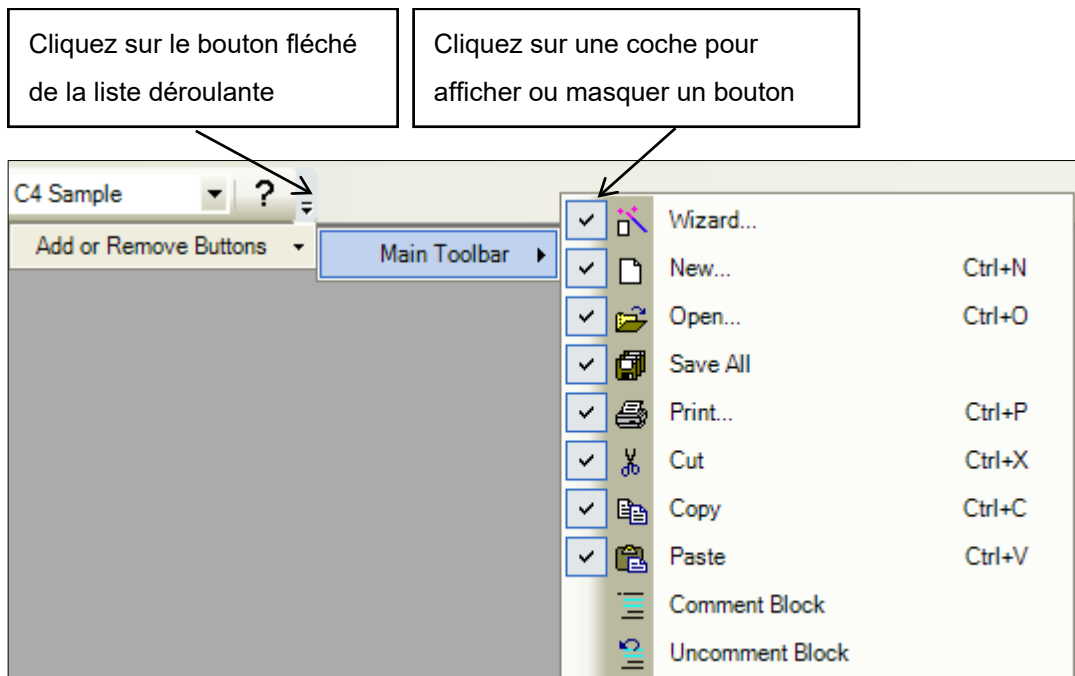 Cliquez sur le bouton fléché
de la liste déroulante
Cliquez sur une coche pour
afficher ou masquer un bouton
C4 Sample
?
Add or Remove Buttons
Main Toolbar
Wizard...
New... Ctrl+N
Open... Ctrl+O
Save All
Print... Ctrl+P
Cut Ctrl+X
Copy Ctrl+C
Paste Ctrl+V
Comment Block
Uncomment Block